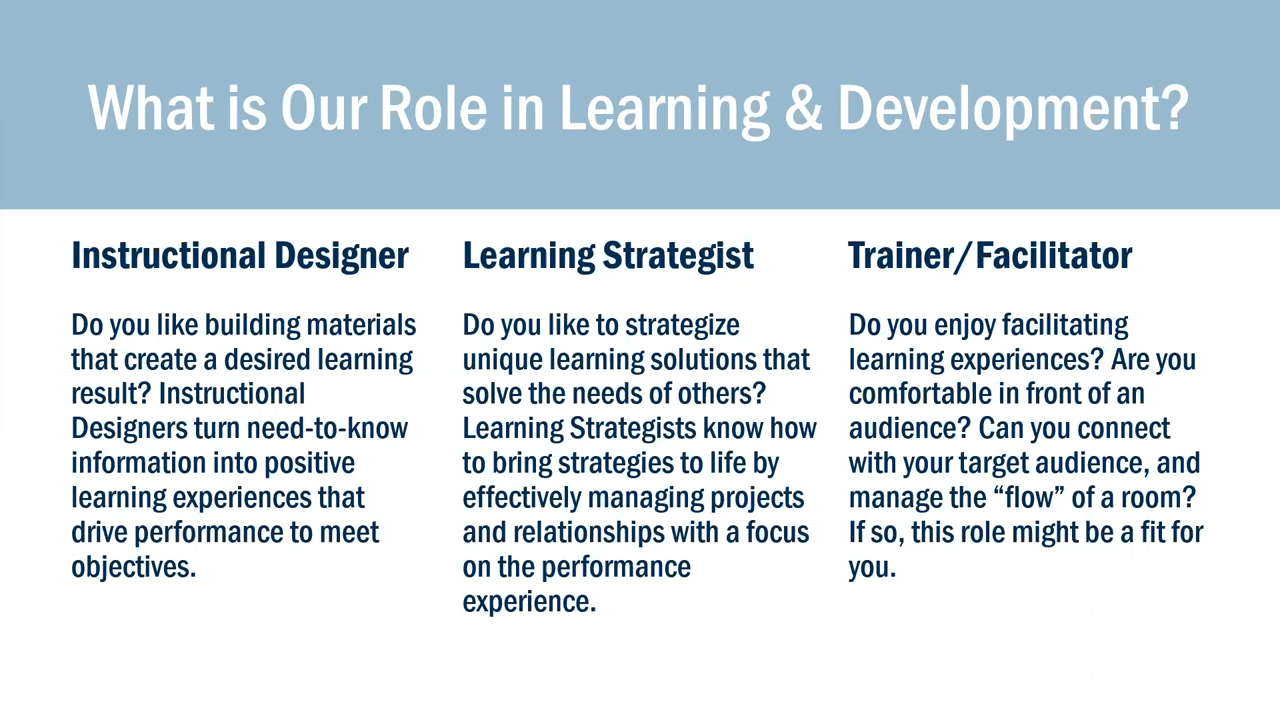 What is Our Role in Learning & Development?
Instructional Designer
Do you like building materials
that create a desired learning
result? Instructional
Designers turn need-to-know
information into positive
learning experiences that
drive performance to meet
objectives.
Learning Strategist
Do you like to strategize
unique learning solutions that
solve the needs of others?
Learning Strategists know how
to bring strategies to life by
effectively managing projects
and relationships with a focus
on the performance
experience.
Trainer/Facilitator
Do you enjoy facilitating
learning experiences? Are you
comfortable in front of an
audience? Can you connect
with your target audience, and
manage the “flow” of a room?
If so, this role might be a fit for
you.